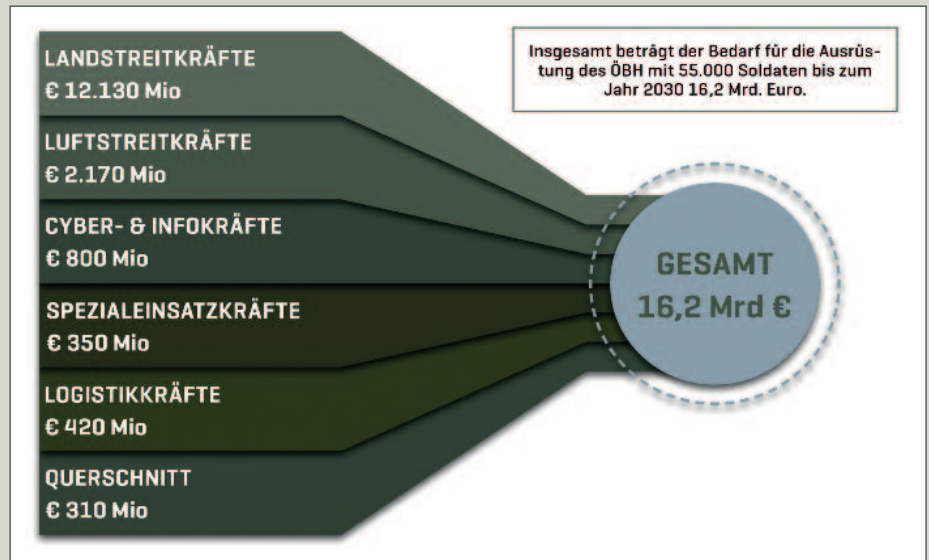 LANDSTREITKRÄFTE
€ 12.130 Mio
LUFTSTREITKRÄFTE
€ 2.170 Mio
CYBER- & INFOKRÄFTE
€ 800 Mio
SPEZIALEINSATZKRÄFTE
€ 350 Mio
LOGISTIKKRÄFTE
€ 420 Mio
QUERSCHNITT
€ 310 Mio
Insgesamt beträgt der Bedarf für die Ausrüs-
tung des ÖBH mit 55.000 Soldaten bis zum
Jahr 2030 16,2 Mrd. Euro.
GESAMT
16,2 Mrd €